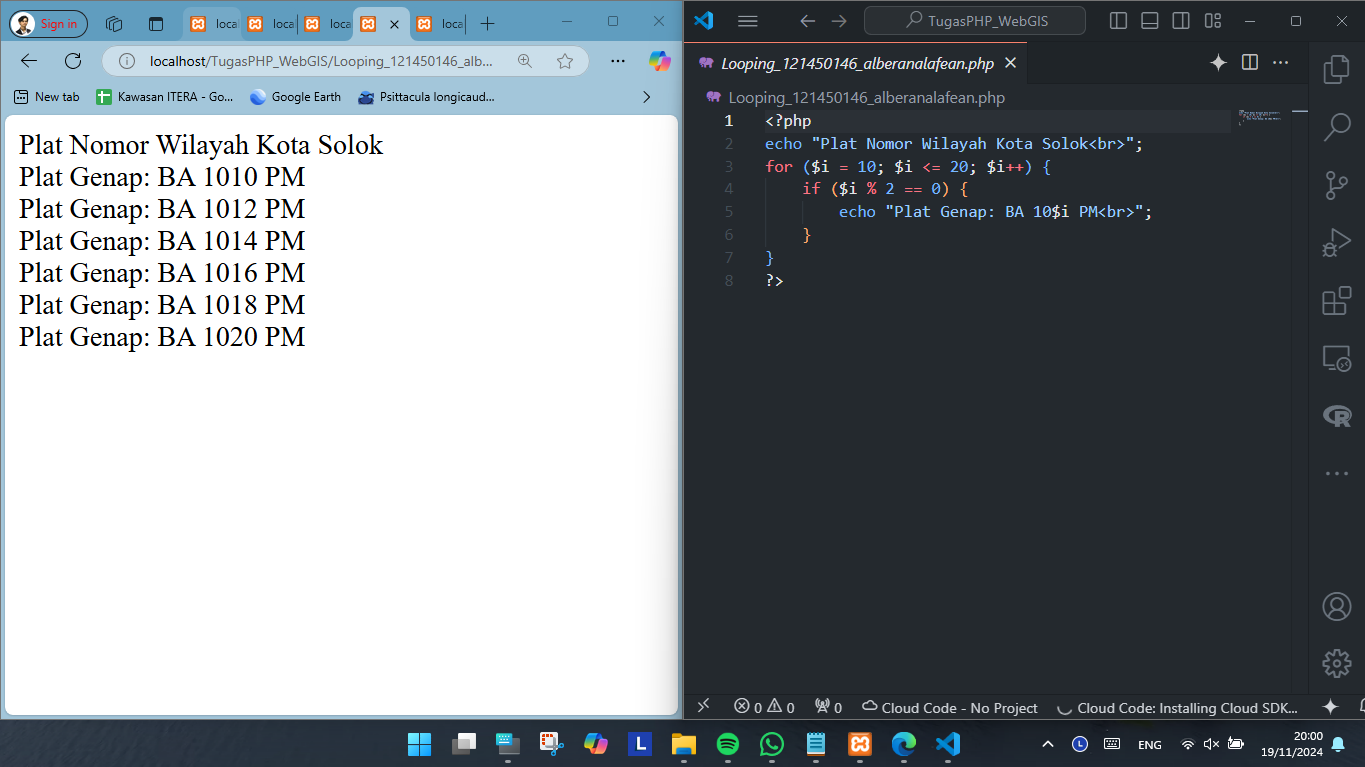 Sign in
loca
loca
loca
loca
localhost/TugasPHP_WebGIS/Looping_121450146_alb...
New tab
Kawasan ITERA - Go...
Google Earth
Psittacula longicaud...
Plat Nomor Wilayah Kota Solok
Plat Genap: BA 1010 PM
Plat Genap: BA 1012 PM
Plat Genap: BA 1014 PM
Plat Genap: BA 1016 PM
Plat Genap: BA 1018 PM
Plat Genap: BA 1020 PM
TugasPHP_WebGIS
Looping_121450146_alberanalafean.php
Looping_121450146_alberanalafean.php
1 <?php
2 echo "Plat Nomor Wilayah Kota Solok<br>";
3 for ($i = 10; $i <= 20; $i++) {
4 if ($i % 2 == 0) {
5 echo "Plat Genap: BA 10$i PM<br>";
6 }
7 }
8 ?>
0 0 0 Cloud Code - No Project Cloud Code: Installing Cloud SDK...
L
L
ENG
20:00
19/11/2024